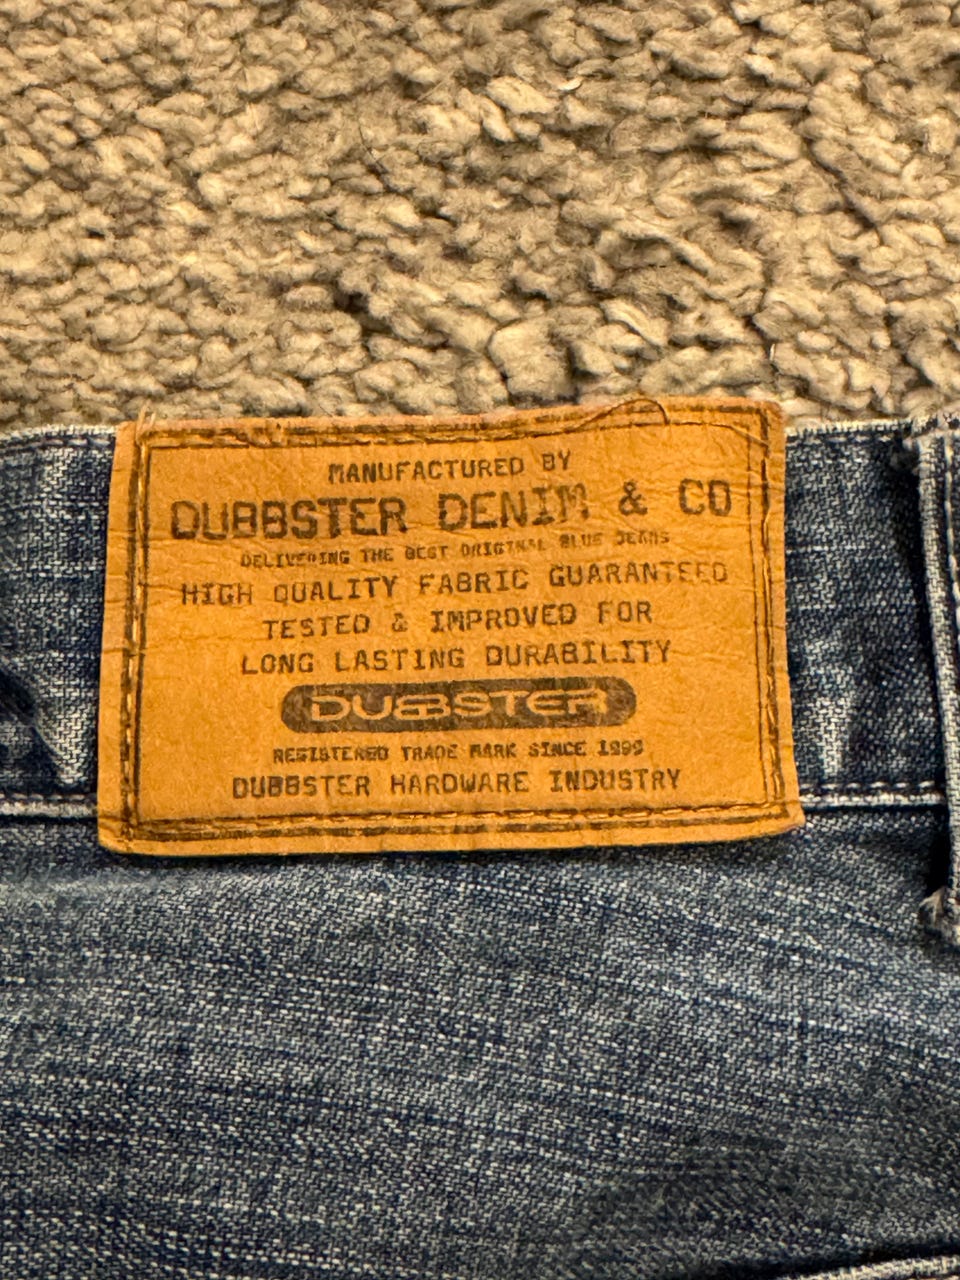 MANUFACTURED BY
DUBBSTER DENIM & CO
DELIVERING THE BEST ORIGINAL BLUE JEANS
HIGH QUALITY FABRIC GUARANTEED
TESTED & IMPROVED FOR
LONG LASTING DURABILITY
DUBBSTER
REGISTERED TRADE MARK SINCE 1999
DUBBSTER HARDWARE INDUSTRY